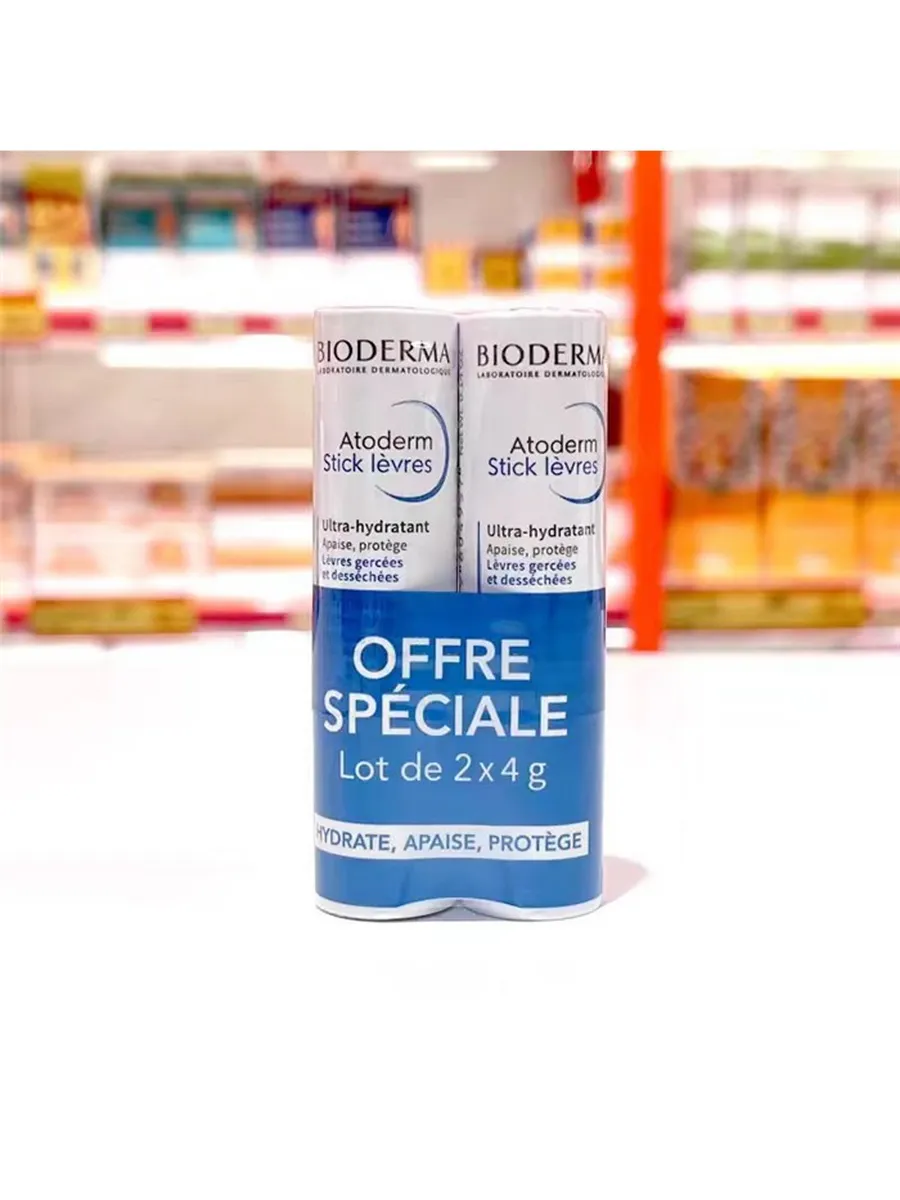 BIODERMA
LABORATOIRE DERMATOLOGIQUE
Atoderm
Stick lèvres
Ultra-hydratant
Apaise, protège
Lèvres gercées
et desséchées
BIODERMA
LABORATOIRE DERMATOLOGIQUE
Atoderm
Stick lèvres
Ultra-hydratant
Apaise, protège
Lèvres gercées
et desséchées
OFFRE
SPÉCIALE
Lot de 2 x 4 g
HYDRATE, APAISE, PROTÈGE